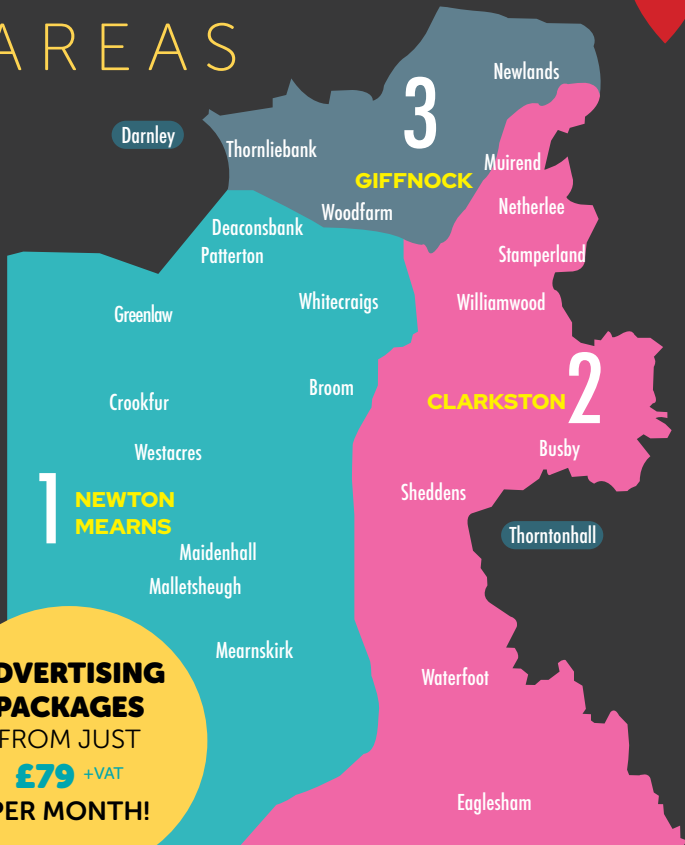 AREAS
Newlands
3
Darnley
Thornliebank
Muirend
GIFFNOCK
Netherlee
Woodfarm
Deaconsbank
Patterton
Stamperland
Whitecraigs
Williamwood
Greenlaw
2
Broom
CLARKSTON
Crookfur
Busby
Westacres
1
NEWTON
MEARNS
Sheddens
Thorntonhall
Maidenhall
Malletsheugh
Mearnskirk
Waterfoot
DVERTISING
PACKAGES
FROM JUST
£79 +VAT
PER MONTH!
Eaglesham